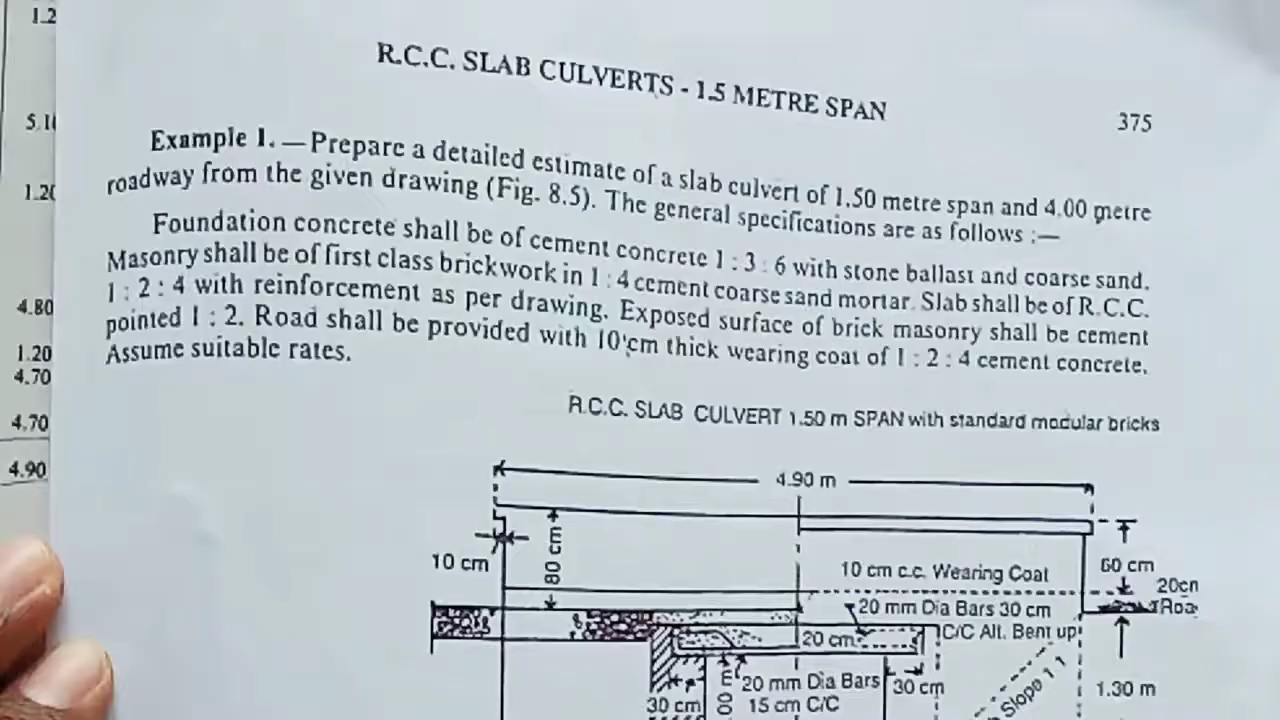 1.2
5.1
1.20
4.80
1.20
4.70
4.70
4.90
R.C.C. SLAB CULVERTS - 1.5 METRE SPAN
375
Example 1. — Prepare a detailed estimate of a slab culvert of 1.50 metre span and 4.00 metre
roadway from the given drawing (Fig. 8.5). The general specifications are as follows :—
Foundation concrete shall be of cement concrete 1 : 3 : 6 with stone ballast and coarse sand.
Masonry shall be of first class brickwork in 1 : 4 cement coarse sand mortar. Slab shall be of R.C.C.
1 : 2 : 4 with reinforcement as per drawing. Exposed surface of brick masonry shall be cement
pointed 1 : 2. Road shall be provided with 10 cm thick wearing coat of 1 : 2 : 4 cement concrete.
Assume suitable rates.
R.C.C. SLAB CULVERT 1.50 m SPAN with standard modular bricks
4.90 m
10 cm
80 cm
10 cm c.c. Wearing Coat
60 cm
20cn
Roa
20 mm Dia Bars 30 cm
C/C Alt. Bent up
20 cm
20 mm Dia Bars
15 cm C/C
30 cm
30 cm
Slope 1:1
1.30 m